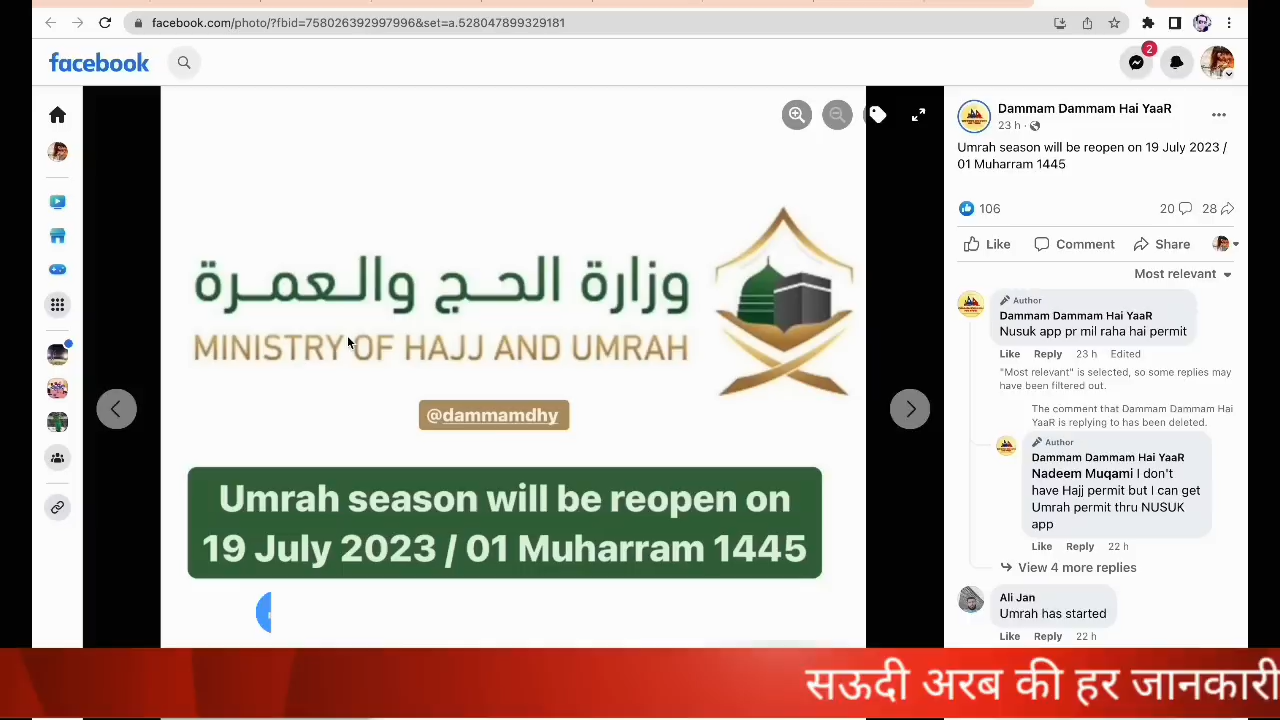 facebook.com/photo/?fbid=758026392997996&set=a.528047899329181
facebook
2
وزارة الحـج والـعمـرة
MINISTRY OF HAJJ AND UMRAH
@dammamdhy
Umrah season will be reopen on
19 July 2023 / 01 Muharram 1445
Dammam Dammam Hai YaaR
23 h ·
Umrah season will be reopen on 19 July 2023 /
01 Muharram 1445
106
20
28
Like
Comment
Share
Most relevant
Author
Dammam Dammam Hai YaaR
Nusuk app pr mil raha hai permit
Like Reply 23 h Edited
"Most relevant" is selected, so some replies may
have been filtered out.
The comment that Dammam Dammam Hai
YaaR is replying to has been deleted.
Author
Dammam Dammam Hai YaaR
Nadeem Muqami I don't
have Hajj permit but I can get
Umrah permit thru NUSUK
app
Like Reply 22 h
View 4 more replies
Ali Jan
Umrah has started
Like Reply 22 h
सऊदी अरब की हर जानकारी